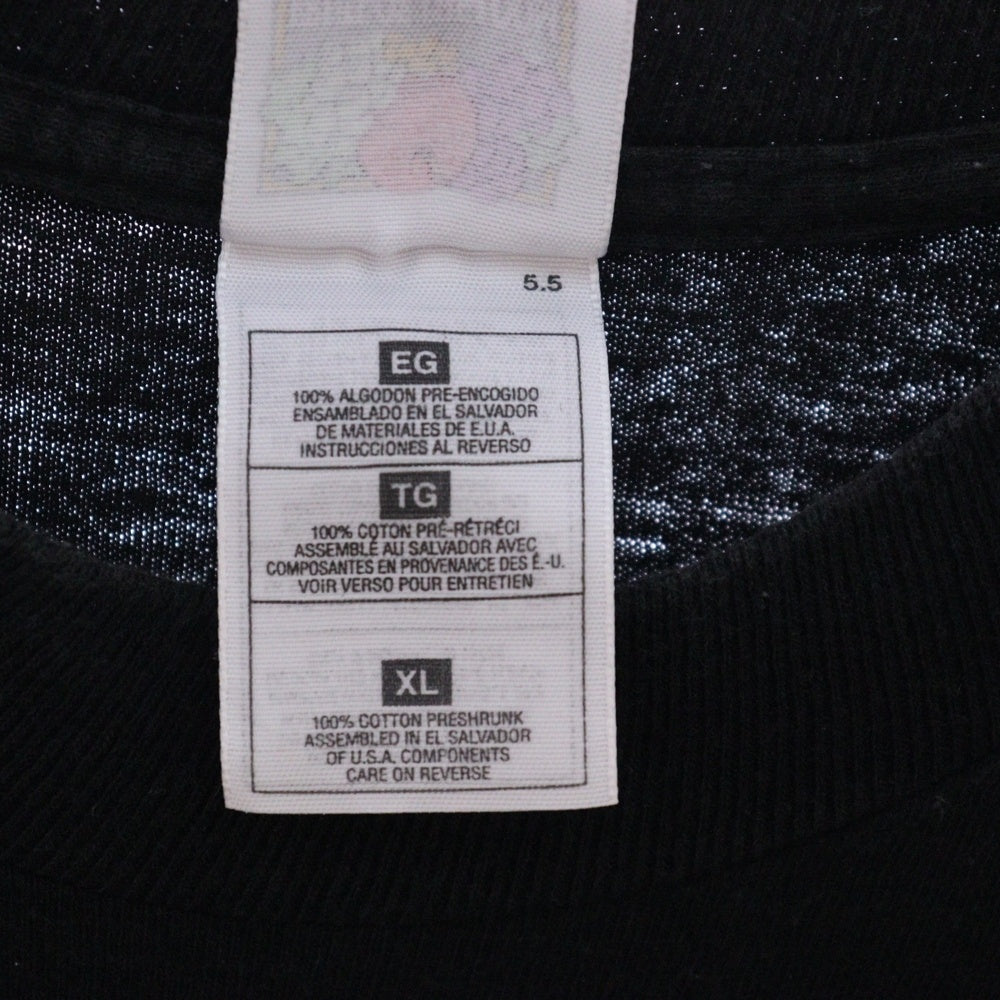 5.5
EG
100% ALGODON PRE-ENCOGIDO
ENSAMBLADO EN EL SALVADOR
DE MATERIALES DE E.U.A.
INSTRUCCIONES AL REVERSO
TG
100% COTON PRÉ-RÉTRÉCI
ASSEMBLÉ AU SALVADOR AVEC
COMPOSANTES EN PROVENANCE DES É.-U.
VOIR VERSO POUR ENTRETIEN
XL
100% COTTON PRESHRUNK
ASSEMBLED IN EL SALVADOR
OF U.S.A. COMPONENTS
CARE ON REVERSE